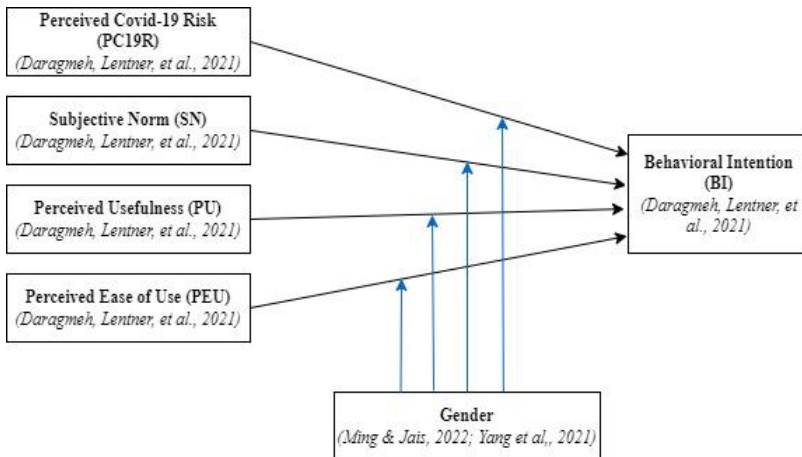 Perceived Covid-19 Risk
(PC19R)
(Daragmeh, Lentner, et al., 2021)
Subjective Norm (SN)
(Daragmeh, Lentner, et al., 2021)
Perceived Usefulness (PU)
(Daragmeh, Lentner, et al., 2021)
Perceived Ease of Use (PEU)
(Daragmeh, Lentner, et al., 2021)
Behavioral Intention
(BI)
(Daragmeh, Lentner, et
al., 2021)
Gender
(Ming & Jais, 2022; Yang et al,, 2021)